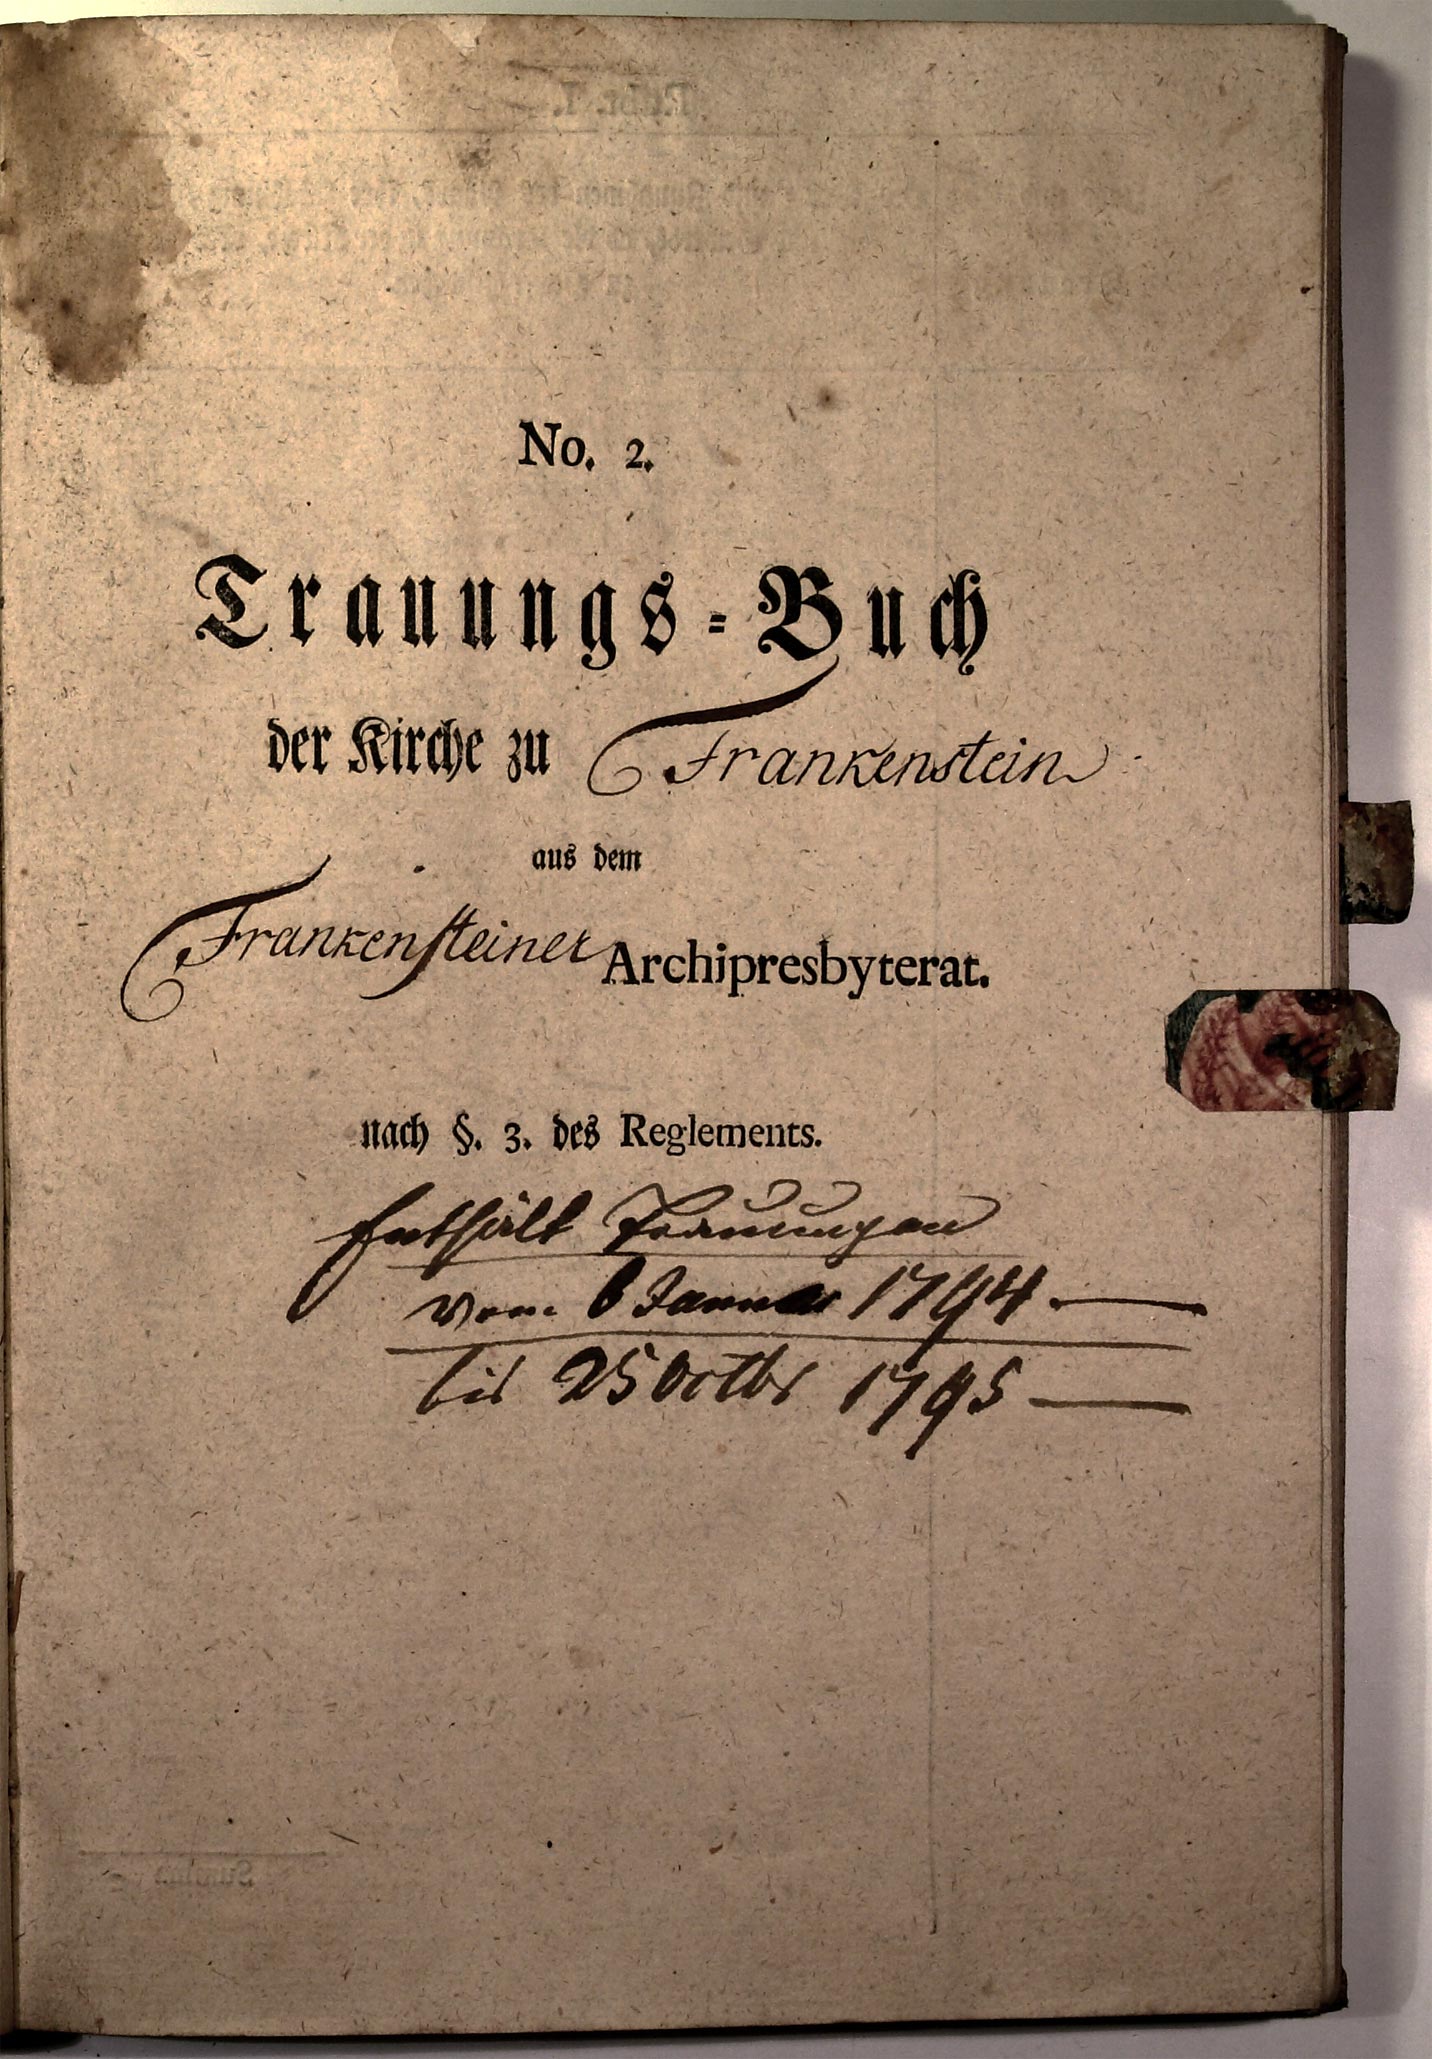 No. 2.
Trauungs=Buch
der Kirche zu Frankenstein
aus dem
Frankensteiner Archipresbyterat.
nach §. 3. des Reglements.
Enthält Trauungen
vom 6 Januar 1794
bis 25 Octbr 1795